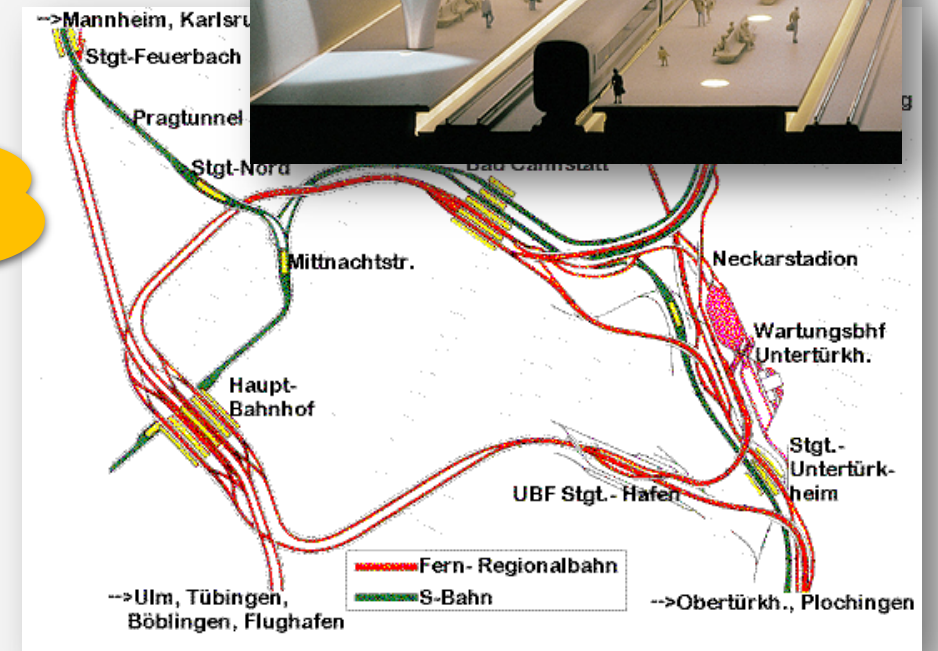 -->Mannheim, Karlsru
Stgt-Feuerbach
Pragtunnel
g
Stgt-Nord
Bad Cannstatt
Mittnachtstr.
Neckarstadion
Wartungsbhf
Untertürkh.
Haupt-
Bahnhof
Stgt.-
Untertürk-
heim
UBF Stgt.- Hafen
Fern- Regionalbahn
S-Bahn
-->Ulm, Tübingen,
Böblingen, Flughafen
-->Obertürkh., Plochingen